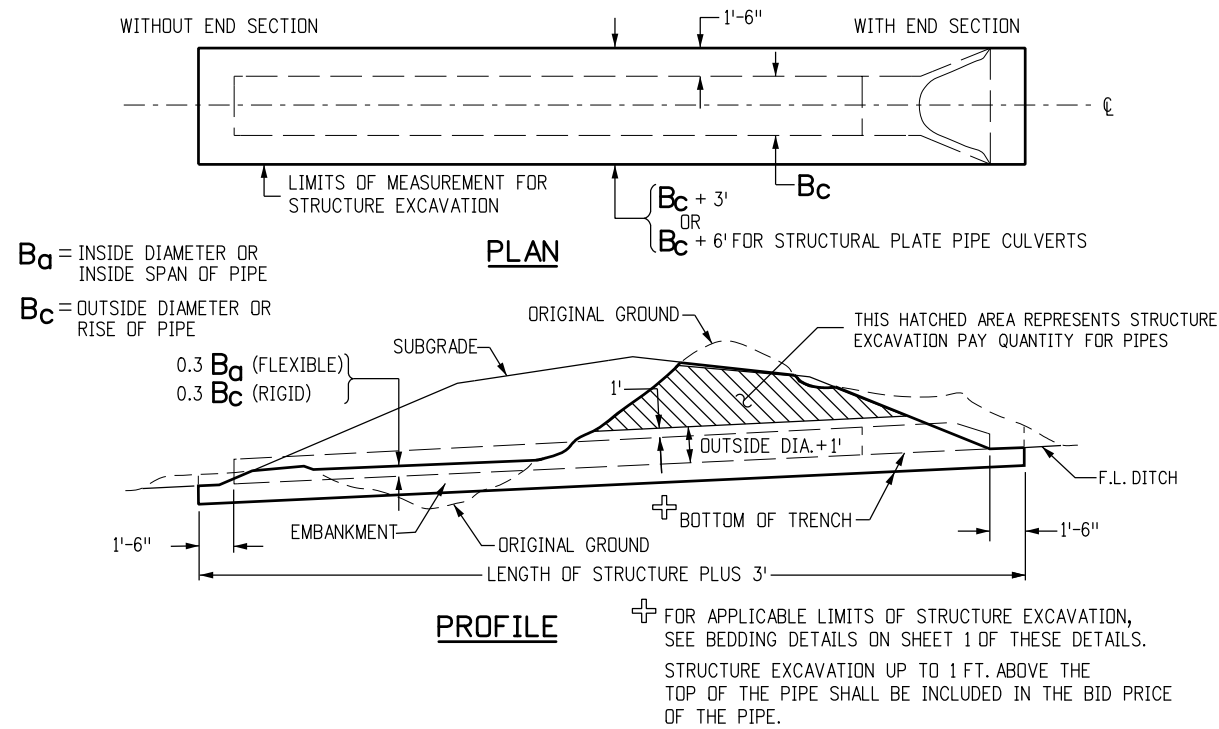 WITHOUT END SECTION
1'-6"
WITH END SECTION
℄
LIMITS OF MEASUREMENT FOR
STRUCTURE EXCAVATION
Bc
Bc + 3'
OR
Bc + 6' FOR STRUCTURAL PLATE PIPE CULVERTS
PLAN
Ba = INSIDE DIAMETER OR
INSIDE SPAN OF PIPE
Bc = OUTSIDE DIAMETER OR
RISE OF PIPE
ORIGINAL GROUND
THIS HATCHED AREA REPRESENTS STRUCTURE
EXCAVATION PAY QUANTITY FOR PIPES
SUBGRADE
0.3 Ba (FLEXIBLE)
0.3 Bc (RIGID)
1'
OUTSIDE DIA.+1'
F.L. DITCH
BOTTOM OF TRENCH
EMBANKMENT
ORIGINAL GROUND
1'-6"
1'-6"
LENGTH OF STRUCTURE PLUS 3'
PROFILE
FOR APPLICABLE LIMITS OF STRUCTURE EXCAVATION,
SEE BEDDING DETAILS ON SHEET 1 OF THESE DETAILS.
STRUCTURE EXCAVATION UP TO 1 FT. ABOVE THE
TOP OF THE PIPE SHALL BE INCLUDED IN THE BID PRICE
OF THE PIPE.